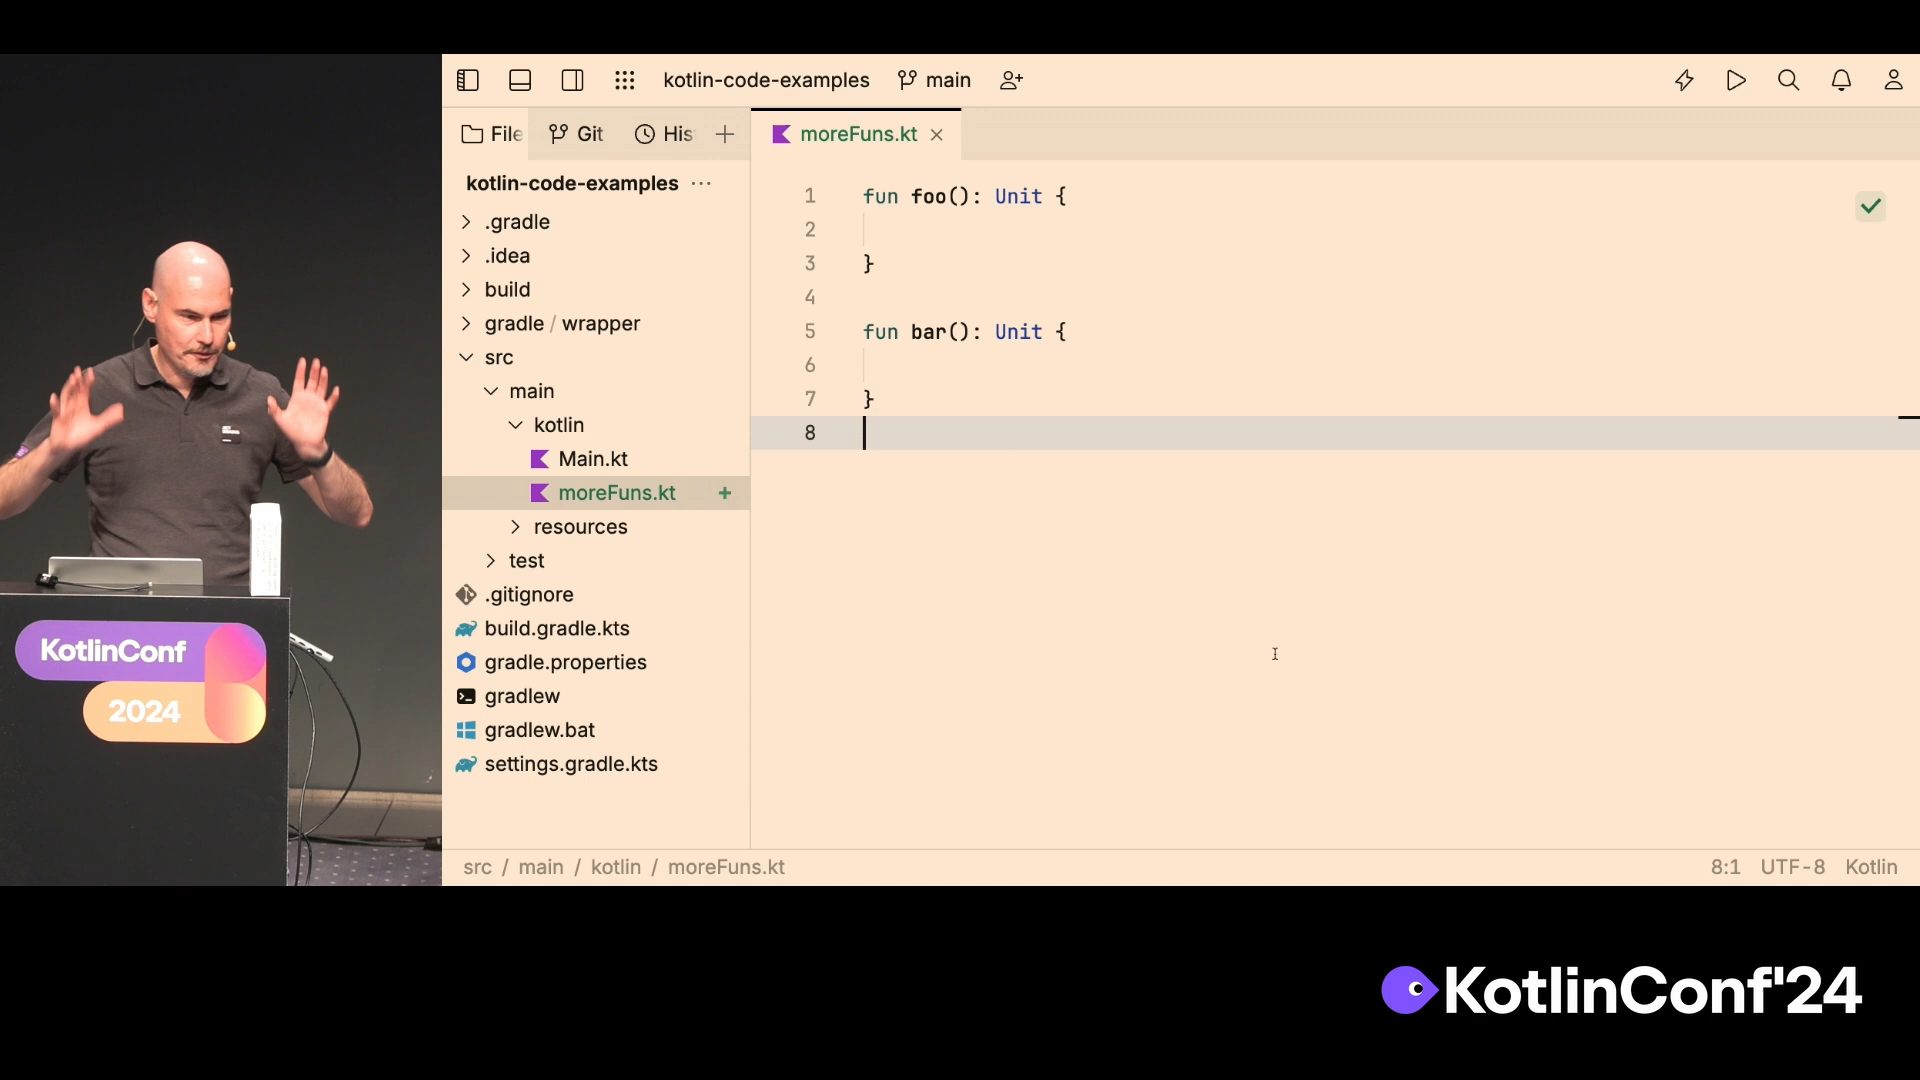 kotlin-code-examples main
File Git His
moreFuns.kt
kotlin-code-examples ...
.gradle
.idea
build
gradle / wrapper
src
main
kotlin
Main.kt
moreFuns.kt +
resources
test
.gitignore
build.gradle.kts
gradle.properties
gradlew
gradlew.bat
settings.gradle.kts
1 fun foo(): Unit {
2
3 }
4
5 fun bar(): Unit {
6
7 }
8
src / main / kotlin / moreFuns.kt
8:1 UTF-8 Kotlin
KotlinConf
2024
KotlinConf'24